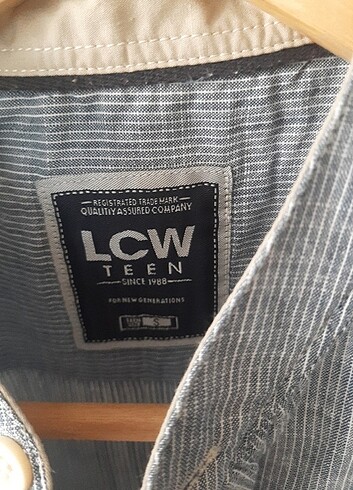 REGISTRATED TRADE MARK
QUALITY ASSURED COMPANY
LCW
TEEN
SINCE 1988
FOR NEW GENERATIONS
S